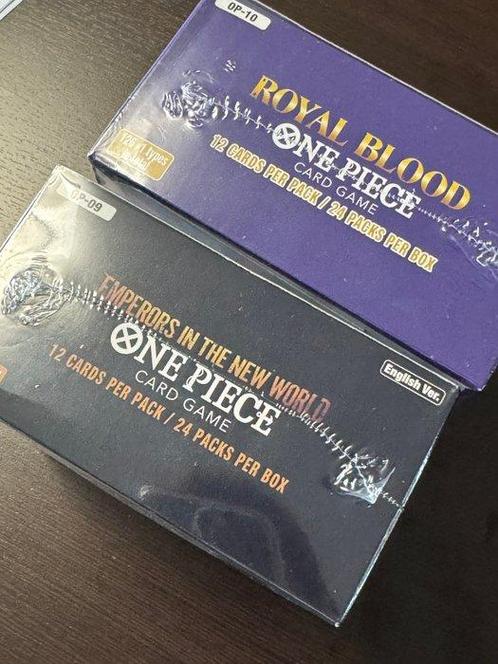 OP-10
ROYAL BLOOD
ONE PIECE
CARD GAME
12 CARDS PER PACK / 24 PACKS PER BOX
OP-09
EMPERORS IN THE NEW WORLD
ONE PIECE
CARD GAME
12 CARDS PER PACK / 24 PACKS PER BOX
English Ver.